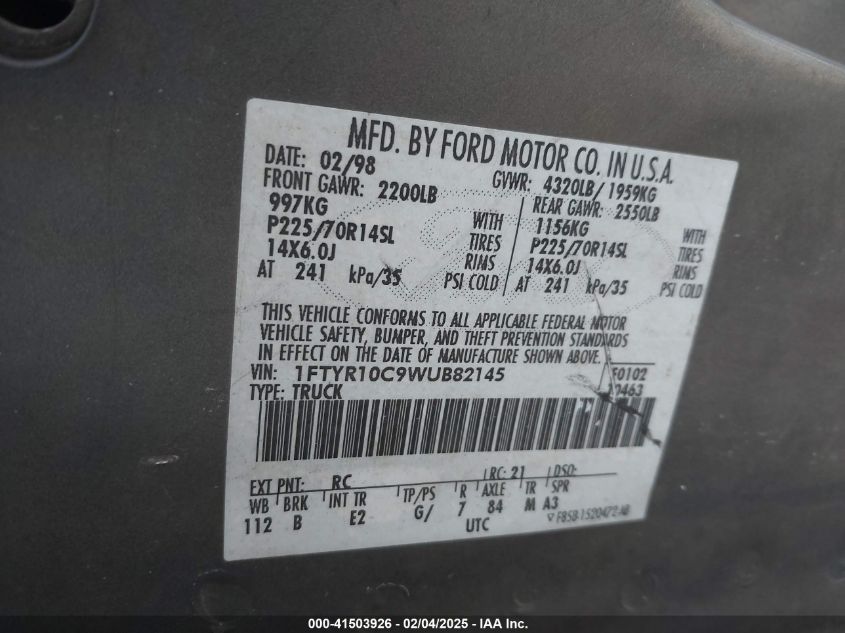 MFD. BY FORD MOTOR CO. IN U.S.A.
DATE: 02/98 GVWR: 4320LB/1959KG
FRONT GAWR: 2200LB REAR GAWR: 2550LB
997KG WITH 1156KG WITH
P225/70R14SL TIRES P225/70R14SL TIRES
14X6.0J RIMS 14X6.0J RIMS
AT 241 kPa/35 PSI COLD AT 241 kPa/35 PSI COLD
THIS VEHICLE CONFORMS TO ALL APPLICABLE FEDERAL MOTOR
VEHICLE SAFETY, BUMPER, AND THEFT PREVENTION STANDARDS
IN EFFECT ON THE DATE OF MANUFACTURE SHOWN ABOVE.
VIN: 1FTYR10C9WUB82145 F0102
TYPE: TRUCK
EXT PNT: RC RC: 21 DSO:
WB BRK INT TR TP/PS R AXLE TR SPR
112 B E2 G/ 7 84 M A3
UTC
000-41503926 - 02/04/2025 - IAA Inc.